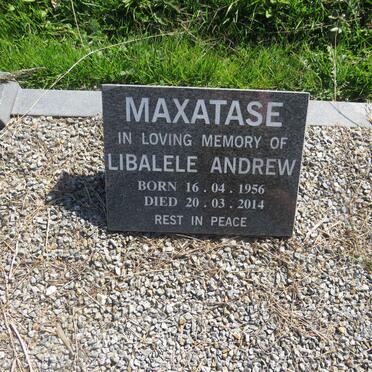 MAXATASE
IN LOVING MEMORY OF
LIBALELE ANDREW
BORN 16 . 04 . 1956
DIED 20 . 03 . 2014
REST IN PEACE